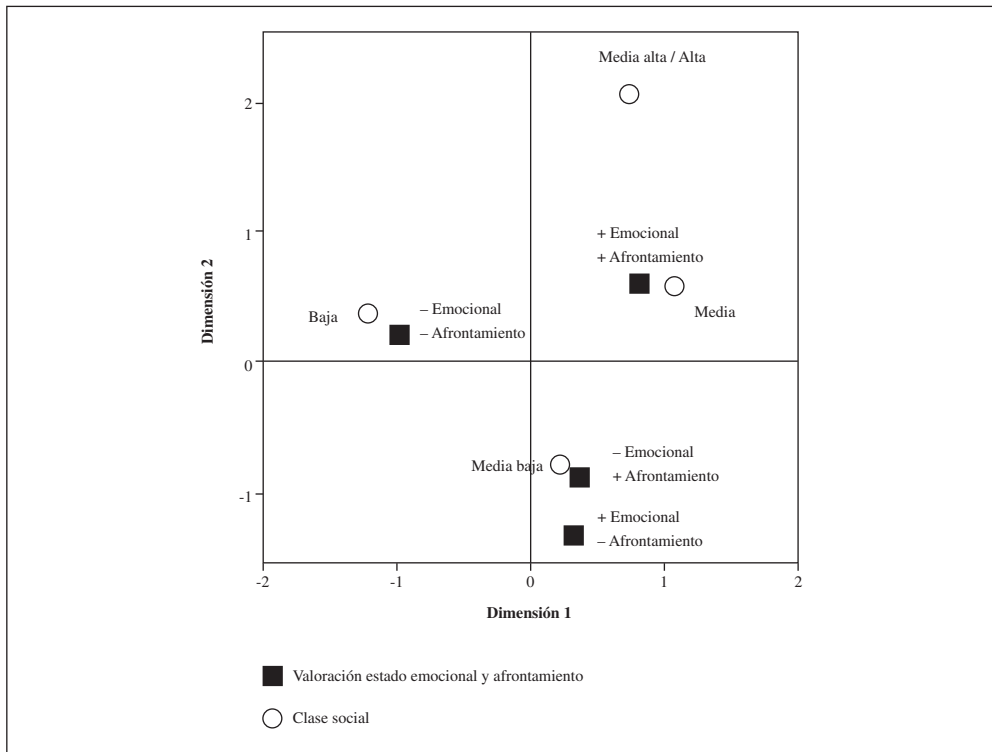 Media alta / Alta
2
+ Emocional
1
+ Afrontamiento
Media
Baja
– Emocional
– Afrontamiento
Dimensión 2
0
Media baja
– Emocional
+ Afrontamiento
-1
+ Emocional
– Afrontamiento
-2
-1
0
1
2
Dimensión 1
Valoración estado emocional y afrontamiento
Clase social